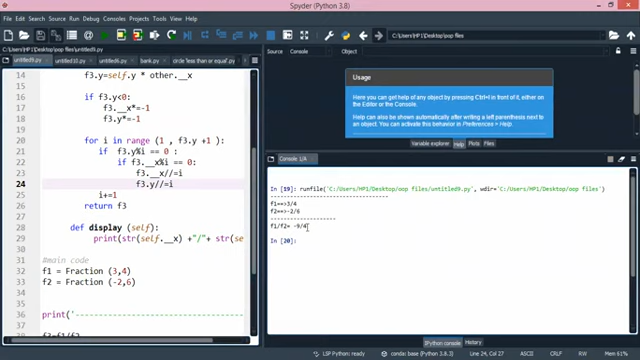 Spyder (Python 3.8)
File Edit Search Source Run Debug Consoles Projects Tools View Help
C:\Users\HP1\Desktop\oop files
C:\Users\HP1\Desktop\oop files\untitled9.py
untitled9.py untitled10.py untitled6.py bank.py circle less than or equal".py
Source Console Object
Usage
Here you can get help of any object by pressing Ctrl+I in front of it, either on the Editor or the Console.
Help can also be shown automatically after writing a left parenthesis next to an object. You can activate this behavior in Preferences > Help.
Variable explorer Help Plots Files
14 f3.y=self.y * other.__x
15
16 if f3.y<0:
17 f3.__x*=-1
18 f3.y*=-1
19
20 for i in range (1 , f3.y +1 ):
21 if f3.y%i == 0 :
22 if f3.__x%i == 0:
23 f3.__x//=i
24 f3.y//=i
25 i+=1
26 return f3
27
28 def display (self):
29 print(str(self.__x) +"/"+ str(se
30
31 #main code
32 f1 = Fraction (3,4)
33 f2 = Fraction (-2,6)
34
35 print('---------------------------
36 f3=f1/f2
Console 1/A
In [19]: runfile('C:/Users/HP1/Desktop/oop files/untitled9.py', wdir='C:/Users/HP1/Desktop/oop files')
-----------------------------------
f1==>3/4
f2==>-2/6
--------------------
f1/f2= -9/4
In [20]:
IPython console History
LSP Python: ready conda: base (Python 3.8.5) Line 24, Col 27 ASCII CRLF RW Mem 61%